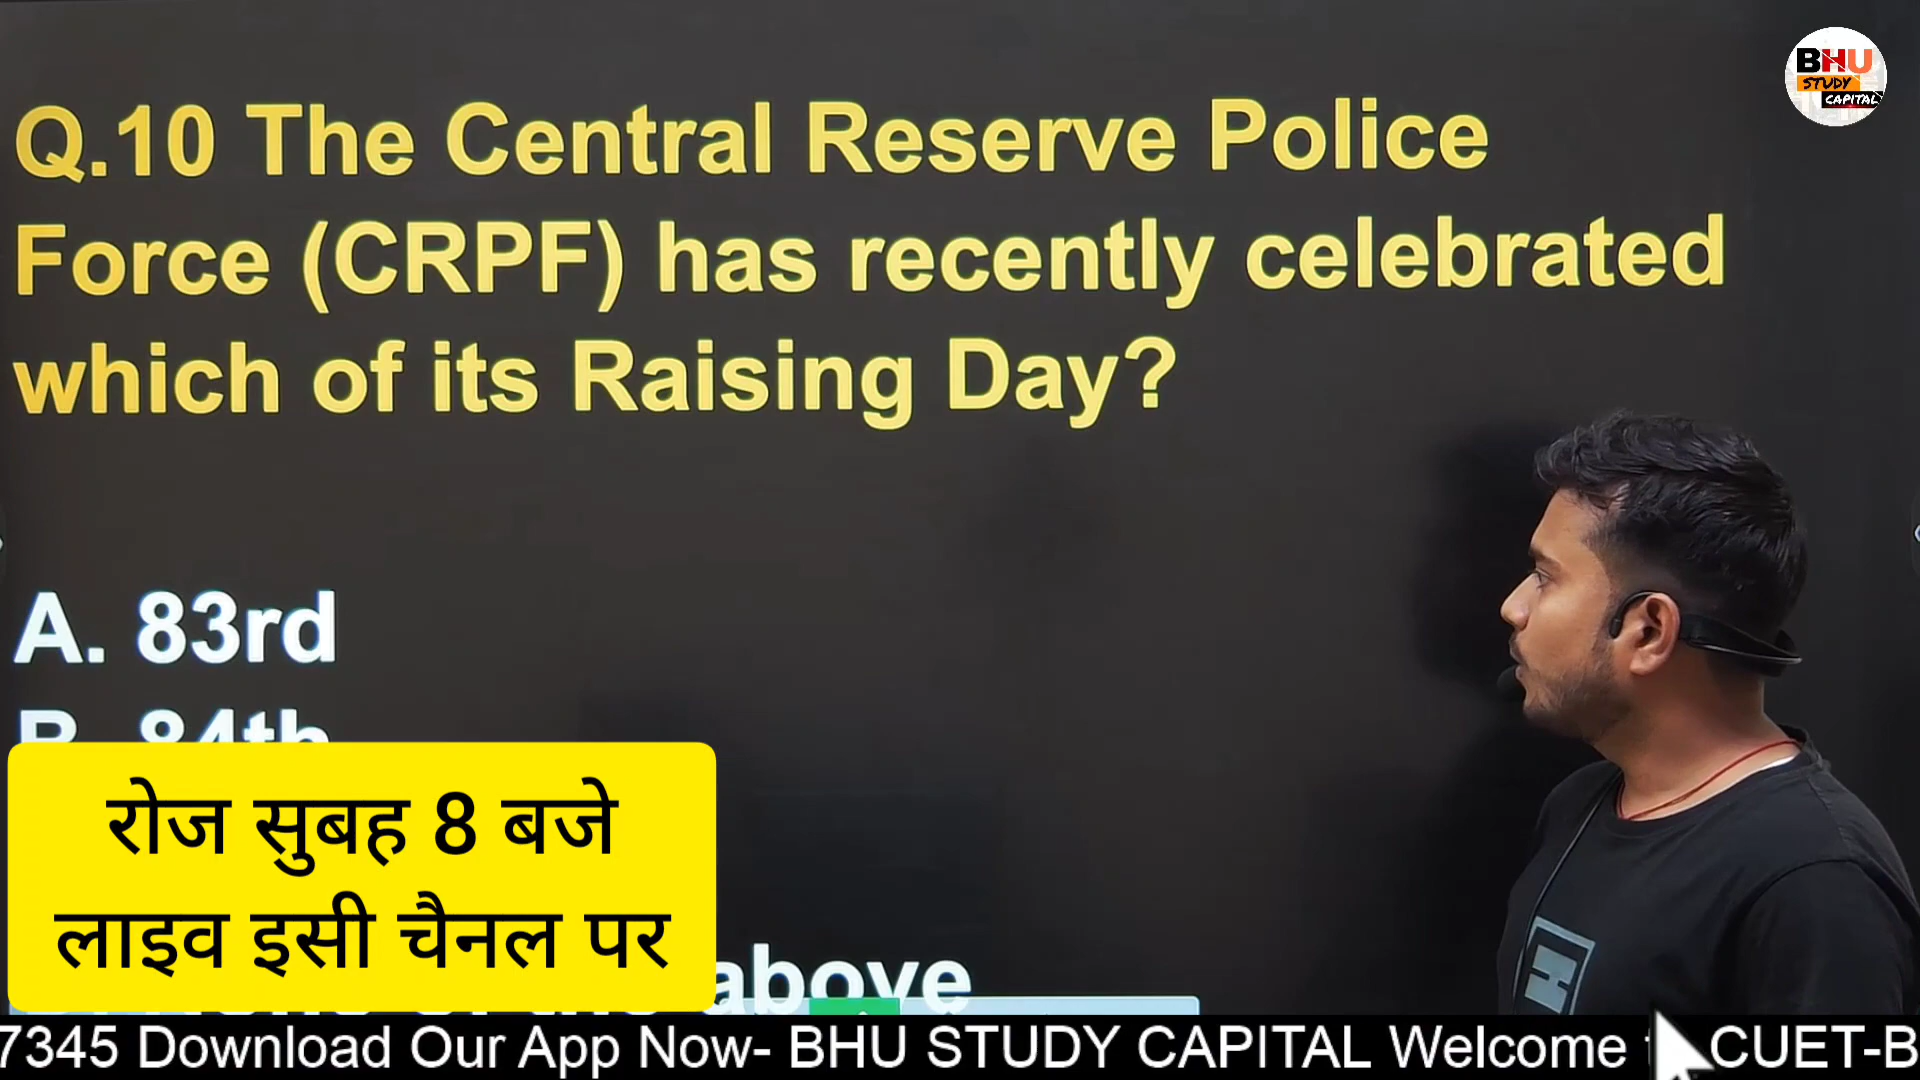 BHU
STUDY
CAPITAL
Q.10 The Central Reserve Police
Force (CRPF) has recently celebrated
which of its Raising Day?
A. 83rd
B. 84th
रोज सुबह 8 बजे
लाइव इसी चैनल पर
above
7345 Download Our App Now- BHU STUDY CAPITAL Welcome CUET-B